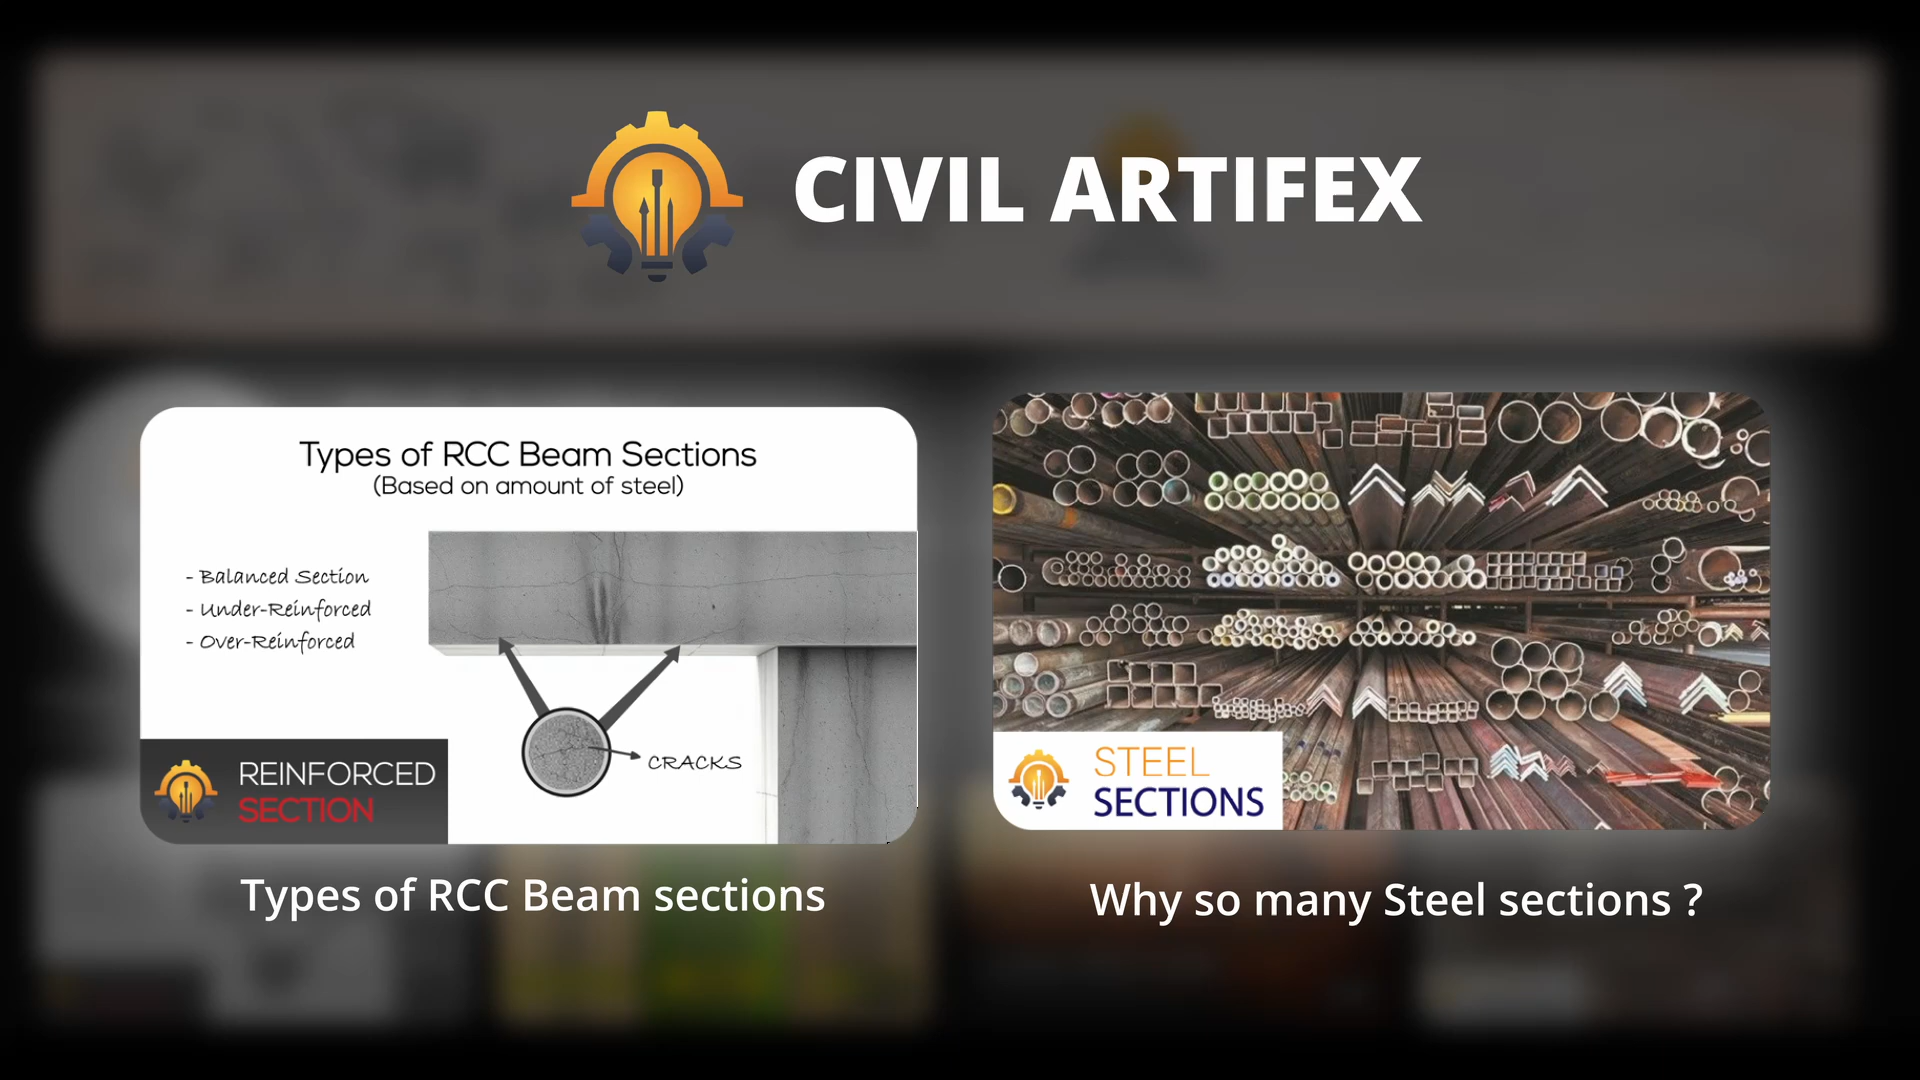 CIVIL ARTIFEX
Types of RCC Beam Sections
(Based on amount of steel)
- Balanced Section
- Under-Reinforced
- Over-Reinforced
CRACKS
REINFORCED
SECTION
Types of RCC Beam sections
STEEL
SECTIONS
Why so many Steel sections ?